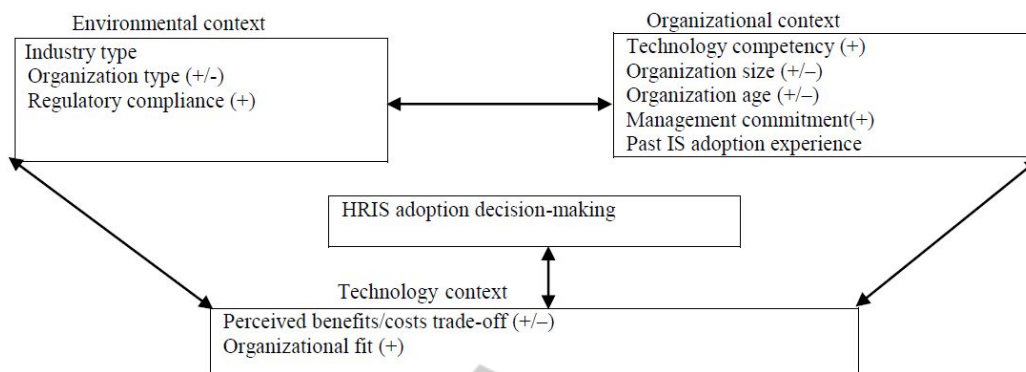 Environmental context
Industry type
Organization type (+/-)
Regulatory compliance (+)
Organizational context
Technology competency (+)
Organization size (+/–)
Organization age (+/–)
Management commitment(+)
Past IS adoption experience
HRIS adoption decision-making
Technology context
Perceived benefits/costs trade-off (+/–)
Organizational fit (+)